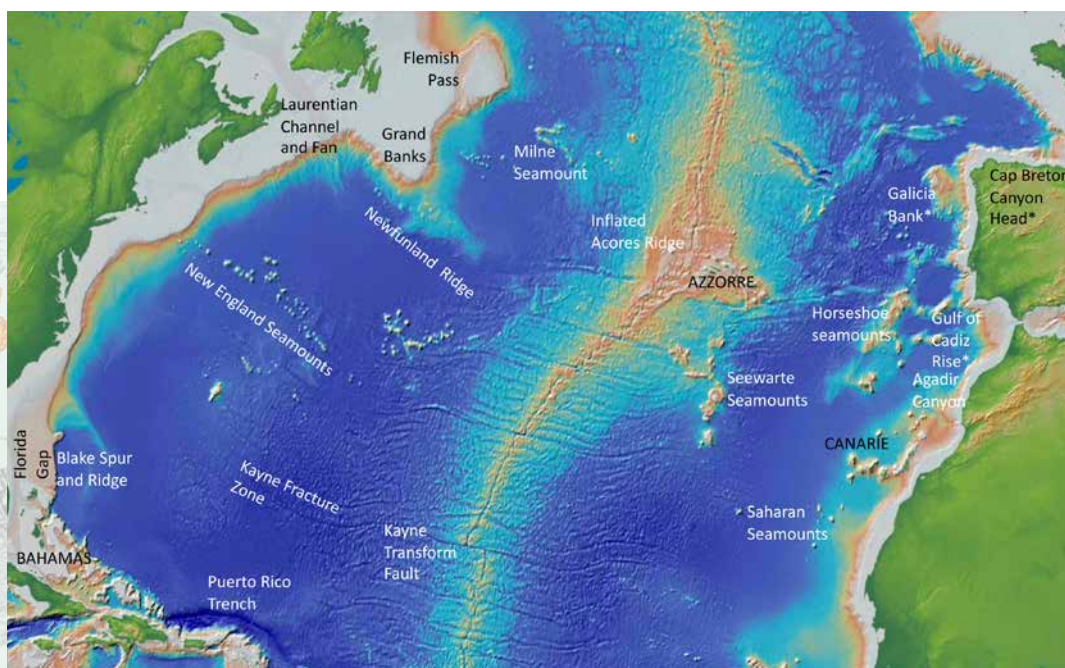 Flemish
Pass
Laurentian
Channel
and Fan
Grand
Banks
Milne
Seamount
Cap Breton
Canyon
Head*
Galicia
Bank*
Newfunland Ridge
Inflated
Acores Ridge
AZZORRE
New England Seamounts
Horseshoe
seamounts
Gulf of
Cadiz
Rise*
Seewarte
Seamounts
Agadir
Canyon
Florida
Gap
CANARIE
Blake Spur
and Ridge
Kayne Fracture
Zone
Saharan
Seamounts
Kayne
Transform
Fault
BAHAMAS
Puerto Rico
Trench